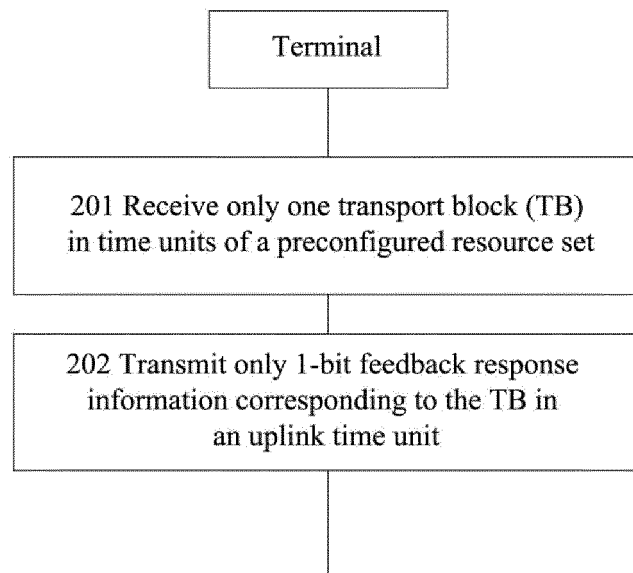 Terminal
201 Receive only one transport block (TB)
in time units of a preconfigured resource set
202 Transmit only 1-bit feedback response
information corresponding to the TB in
an uplink time unit